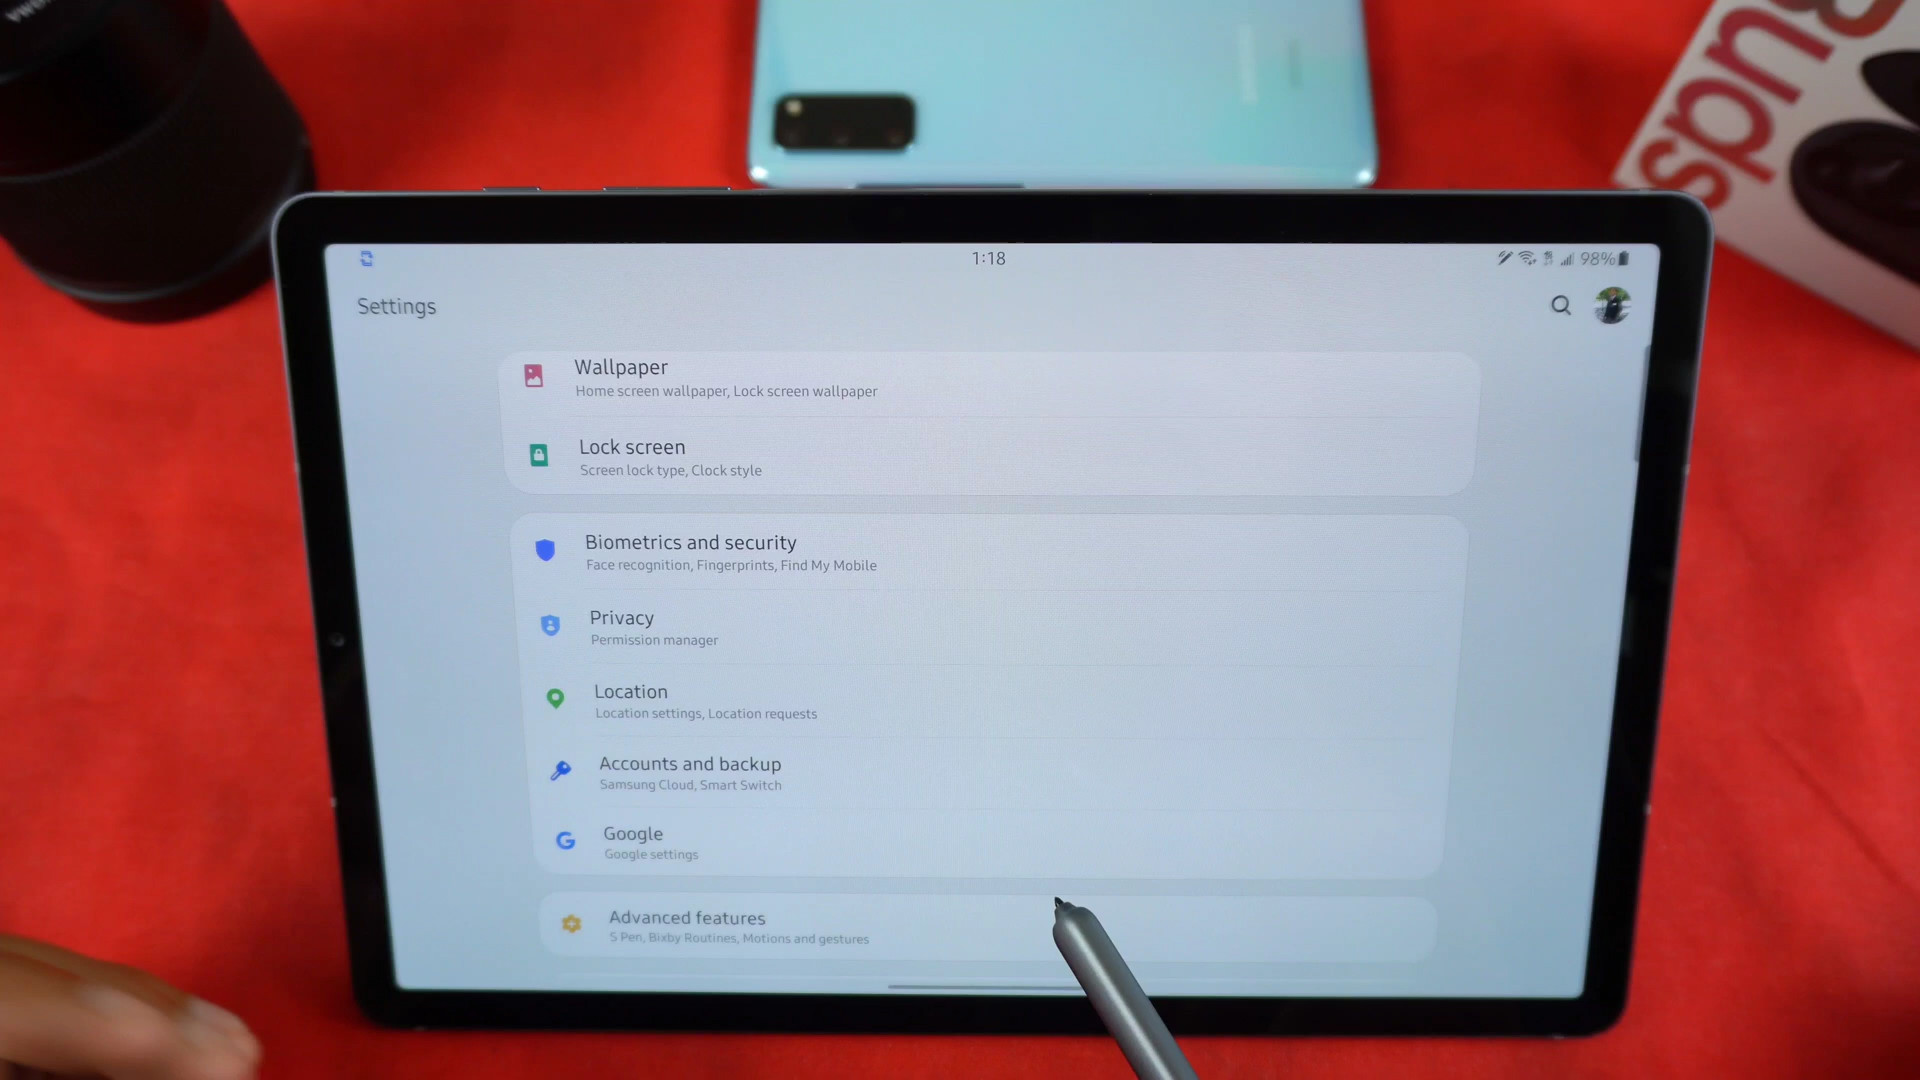 1:18
98%
Settings
Wallpaper
Home screen wallpaper, Lock screen wallpaper
Lock screen
Screen lock type, Clock style
Biometrics and security
Face recognition, Fingerprints, Find My Mobile
Privacy
Permission manager
Location
Location settings, Location requests
Accounts and backup
Samsung Cloud, Smart Switch
Google
Google settings
Advanced features
S Pen, Bixby Routines, Motions and gestures
Buds